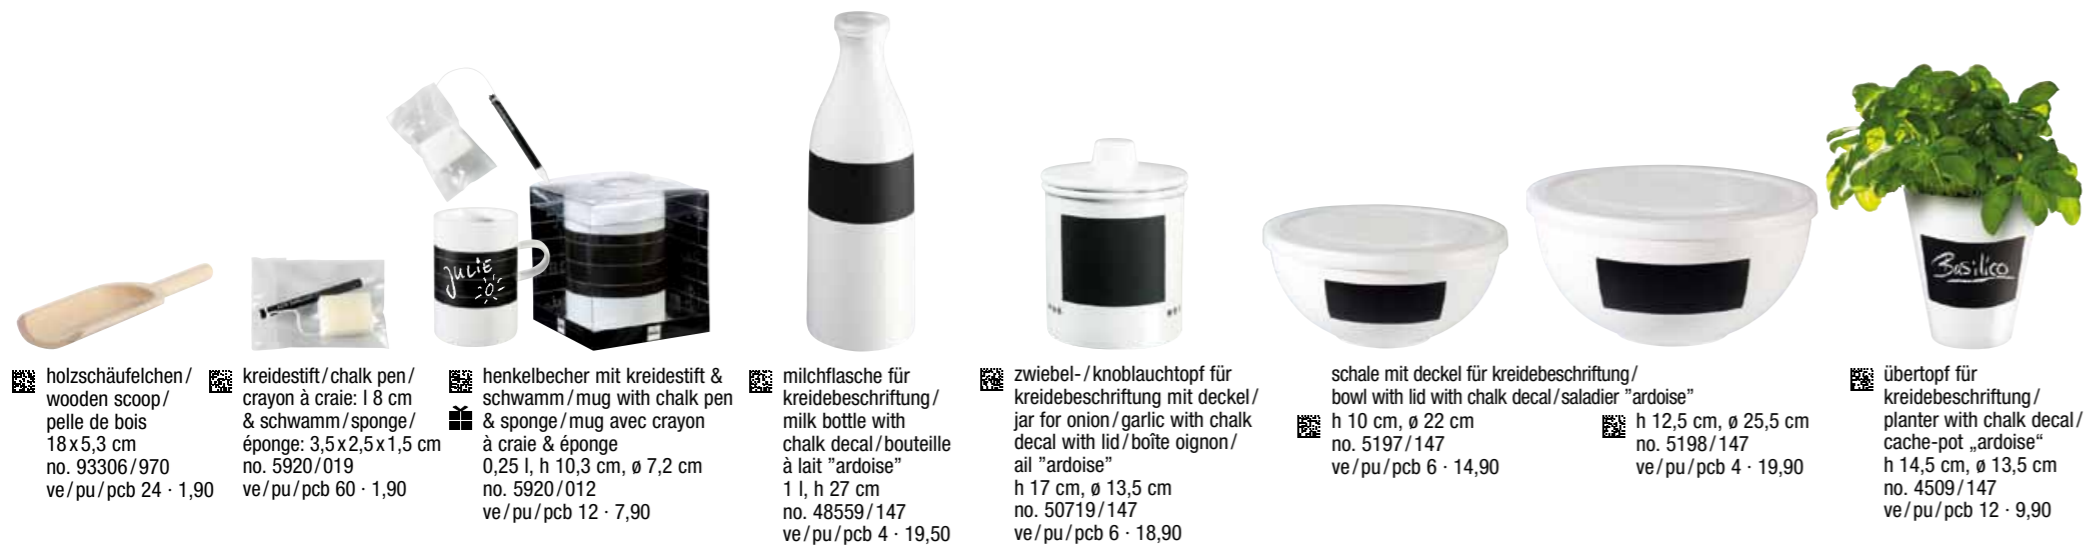 JULIE
Basilico
holzschäufelchen/
wooden scoop/
pelle de bois
18x5,3 cm
no. 93306/970
ve/pu/pcb 24 · 1,90
kreidestift/chalk pen/
crayon à craie: l 8 cm
& schwamm/sponge/
éponge: 3,5x2,5x1,5 cm
no. 5920/019
ve/pu/pcb 60 · 1,90
henkelbecher mit kreidestift &
schwamm/mug with chalk pen
& sponge/mug avec crayon
à craie & éponge
0,25 l, h 10,3 cm, ø 7,2 cm
no. 5920/012
ve/pu/pcb 12 · 7,90
milchflasche für
kreidebeschriftung/
milk bottle with
chalk decal/bouteille
à lait ”ardoise”
1 l, h 27 cm
no. 48559/147
ve/pu/pcb 4 · 19,50
zwiebel-/knoblauchtopf für
kreidebeschriftung mit deckel/
jar for onion/garlic with chalk
decal with lid/boîte oignon/
ail ”ardoise”
h 17 cm, ø 13,5 cm
no. 50719/147
ve/pu/pcb 6 · 18,90
schale mit deckel für kreidebeschriftung/
bowl with lid with chalk decal/saladier ”ardoise”
h 10 cm, ø 22 cm
no. 5197/147
ve/pu/pcb 6 · 14,90
h 12,5 cm, ø 25,5 cm
no. 5198/147
ve/pu/pcb 4 · 19,90
übertopf für
kreidebeschriftung/
planter with chalk decal/
cache-pot „ardoise“
h 14,5 cm, ø 13,5 cm
no. 4509/147
ve/pu/pcb 12 · 9,90